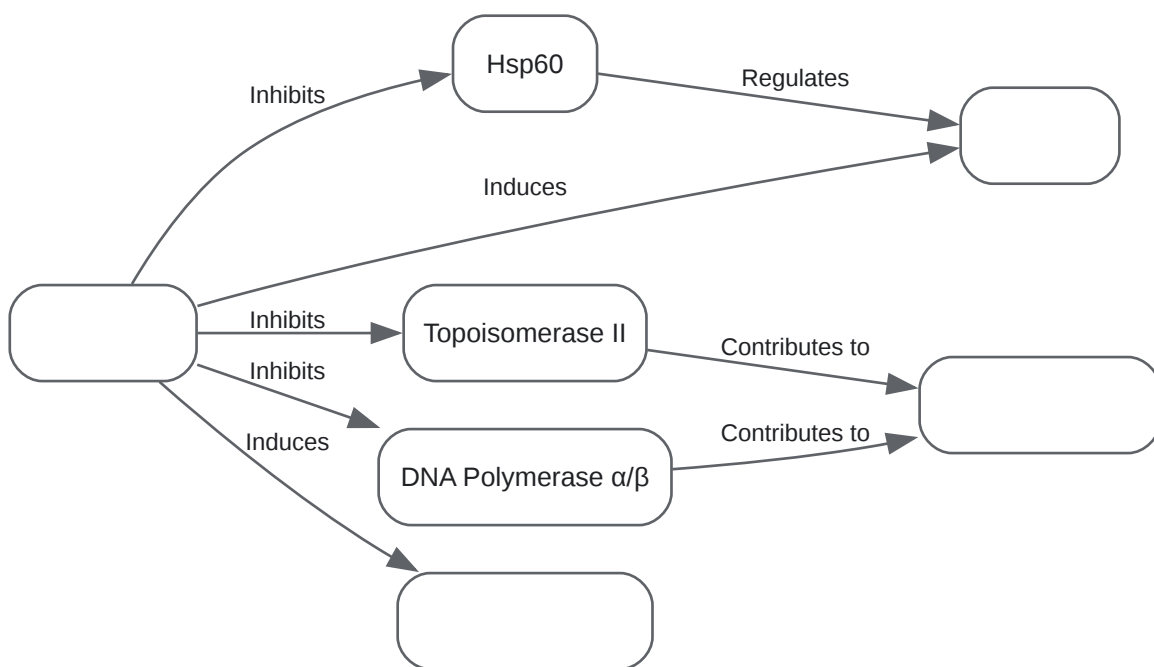 Hsp60
Regulates
Inhibits
Induces
Inhibits
Topoisomerase II
Contributes to
Inhibits
Contributes to
Induces
DNA Polymerase α/β